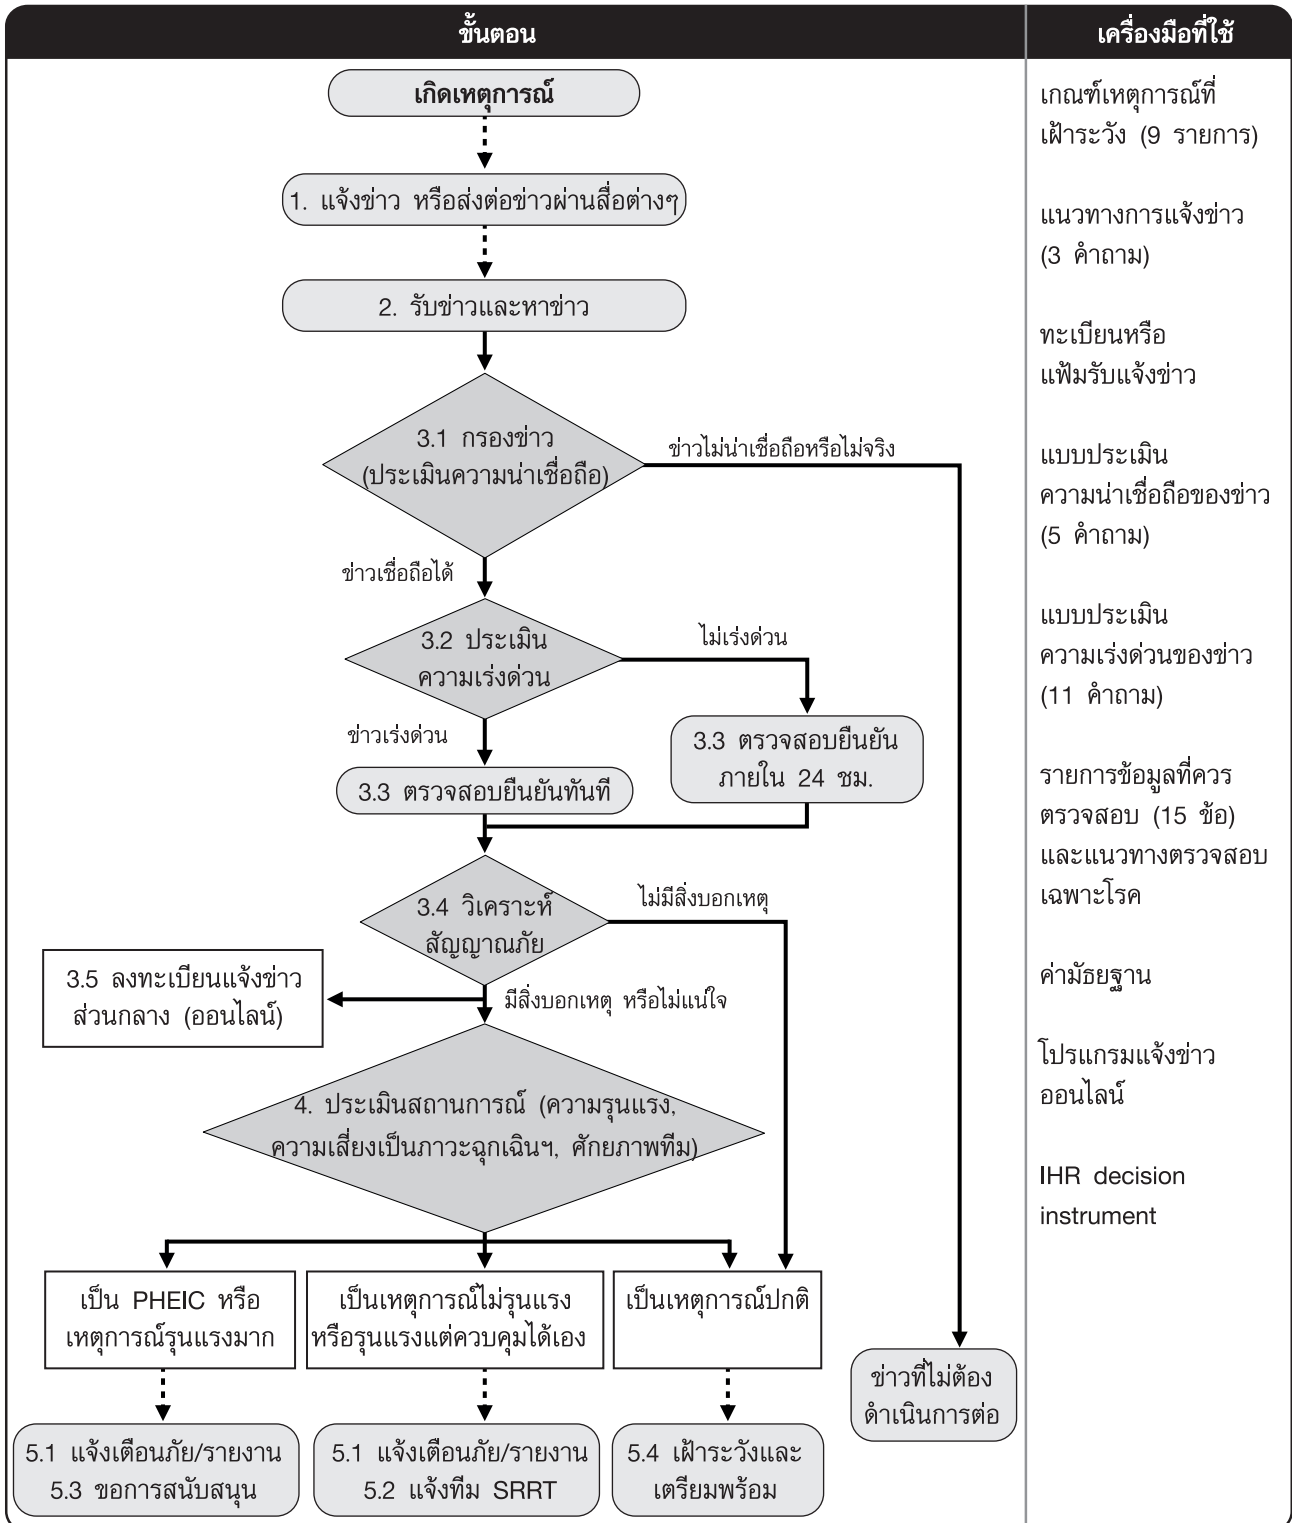 ขั้นตอน
เครื่องมือที่ใช้
เกิดเหตุการณ์
1. แจ้งข่าว หรือส่งต่อข่าวผ่านสื่อต่างๆ
2. รับข่าวและหาข่าว
3.1 กรองข่าว
(ประเมินความน่าเชื่อถือ)
ข่าวไม่น่าเชื่อถือหรือไม่จริง
ข่าวเชื่อถือได้
3.2 ประเมิน
ความเร่งด่วน
ไม่เร่งด่วน
ข่าวเร่งด่วน
3.3 ตรวจสอบยืนยันทันที
3.3 ตรวจสอบยืนยัน
ภายใน 24 ชม.
3.4 วิเคราะห์
สัญญาณภัย
ไม่มีสิ่งบอกเหตุ
3.5 ลงทะเบียนแจ้งข่าว
ส่วนกลาง (ออนไลน์)
มีสิ่งบอกเหตุ หรือไม่แน่ใจ
4. ประเมินสถานการณ์ (ความรุนแรง,
ความเสี่ยงเป็นภาวะฉุกเฉินฯ, ศักยภาพทีม)
เป็น PHEIC หรือ
เหตุการณ์รุนแรงมาก
เป็นเหตุการณ์ไม่รุนแรง
หรือรุนแรงแต่ควบคุมได้เอง
เป็นเหตุการณ์ปกติ
ข่าวที่ไม่ต้อง
ดำเนินการต่อ
5.1 แจ้งเตือนภัย/รายงาน
5.3 ขอการสนับสนุน
5.1 แจ้งเตือนภัย/รายงาน
5.2 แจ้งทีม SRRT
5.4 เฝ้าระวังและ
เตรียมพร้อม
เกณฑ์เหตุการณ์ที่
เฝ้าระวัง (9 รายการ)
แนวทางการแจ้งข่าว
(3 คำถาม)
ทะเบียนหรือ
แฟ้มรับแจ้งข่าว
แบบประเมิน
ความน่าเชื่อถือของข่าว
(5 คำถาม)
แบบประเมิน
ความเร่งด่วนของข่าว
(11 คำถาม)
รายการข้อมูลที่ควร
ตรวจสอบ (15 ข้อ)
และแนวทางตรวจสอบ
เฉพาะโรค
ค่ามัธยฐาน
โปรแกรมแจ้งข่าว
ออนไลน์
IHR decision
instrument